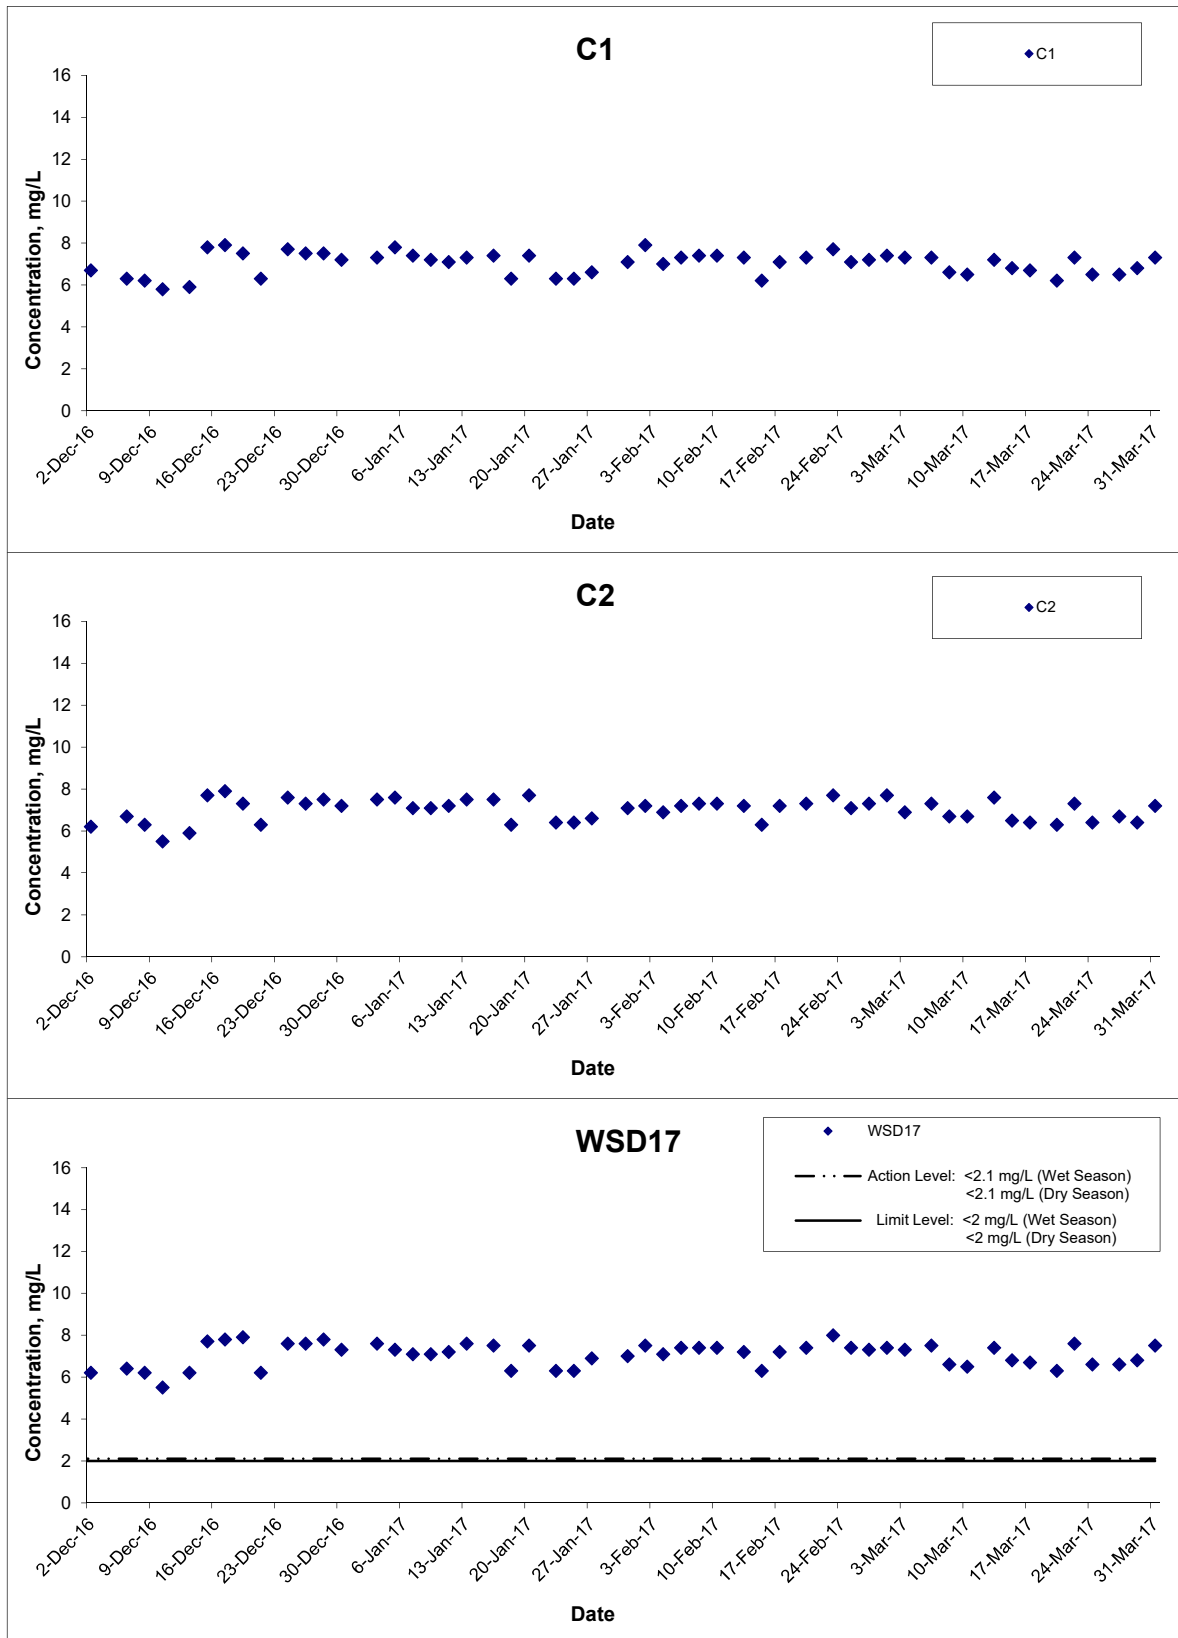 C1
C1
Concentration, mg/L
16
14
12
10
8
6
4
2
0
2-Dec-16
9-Dec-16
16-Dec-16
23-Dec-16
30-Dec-16
6-Jan-17
13-Jan-17
20-Jan-17
27-Jan-17
3-Feb-17
10-Feb-17
17-Feb-17
24-Feb-17
3-Mar-17
10-Mar-17
17-Mar-17
24-Mar-17
31-Mar-17
Date
C2
C2
Concentration, mg/L
16
14
12
10
8
6
4
2
0
2-Dec-16
9-Dec-16
16-Dec-16
23-Dec-16
30-Dec-16
6-Jan-17
13-Jan-17
20-Jan-17
27-Jan-17
3-Feb-17
10-Feb-17
17-Feb-17
24-Feb-17
3-Mar-17
10-Mar-17
17-Mar-17
24-Mar-17
31-Mar-17
Date
WSD17
WSD17
Action Level: <2.1 mg/L (Wet Season)
<2.1 mg/L (Dry Season)
Limit Level: <2 mg/L (Wet Season)
<2 mg/L (Dry Season)
Concentration, mg/L
16
14
12
10
8
6
4
2
0
2-Dec-16
9-Dec-16
16-Dec-16
23-Dec-16
30-Dec-16
6-Jan-17
13-Jan-17
20-Jan-17
27-Jan-17
3-Feb-17
10-Feb-17
17-Feb-17
24-Feb-17
3-Mar-17
10-Mar-17
17-Mar-17
24-Mar-17
31-Mar-17
Date